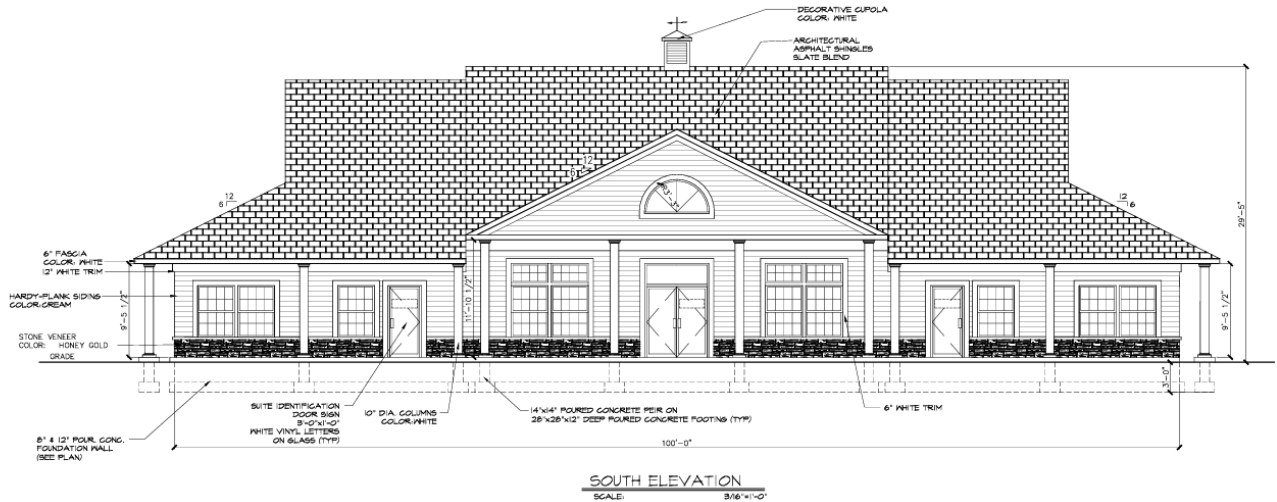 DECORATIVE CUPOLA
COLOR: WHITE
ARCHITECTURAL
ASPHALT SHINGLES
SLATE BLEND
12
6
12
6
12
6
3'-3"
29'-5"
6" FASCIA
COLOR: WHITE
12" WHITE TRIM
HARDY-PLANK SIDING
COLOR:CREAM
9'-5 1/2"
11'-10 1/2"
9'-5 1/2"
STONE VENEER
COLOR: HONEY GOLD
GRADE
3'-0"
SUITE IDENTIFICATION
DOOR SIGN
3'-0"x1'-0"
WHITE VINYL LETTERS
ON GLASS (TYP)
10" DIA. COLUMNS
COLOR:WHITE
14"x14" POURED CONCRETE PEIR ON
28"x28"x12" DEEP POURED CONCRETE FOOTING (TYP)
6" WHITE TRIM
8" & 12" POUR. CONC.
FOUNDATION WALL
(SEE PLAN)
100'-0"
SOUTH ELEVATION
SCALE: 3/16"=1'-0"